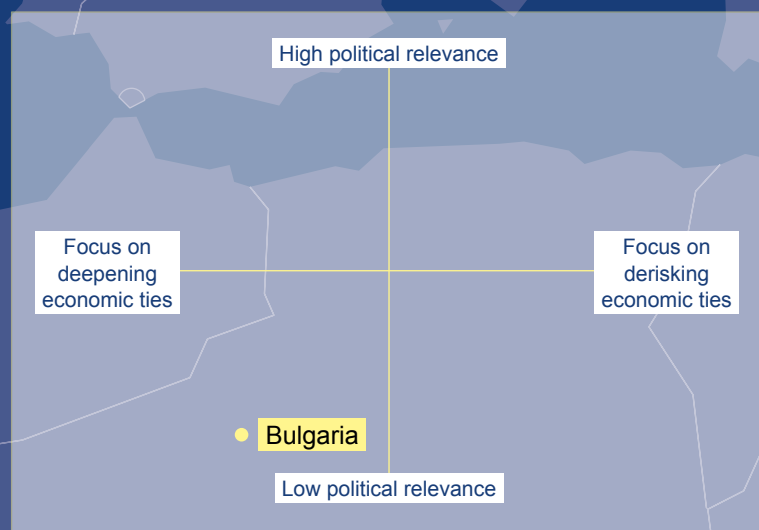 High political relevance
Focus on
deepening
economic ties
Focus on
derisking
economic ties
Bulgaria
Low political relevance